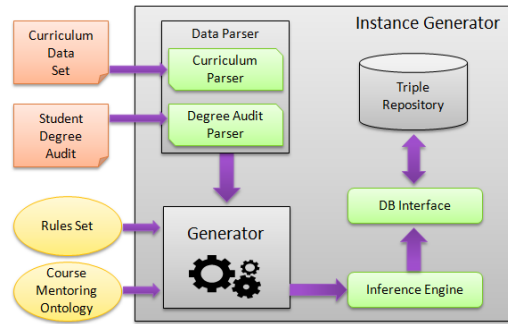 Curriculum
Data
Set
Student
Degree
Audit
Rules Set
Course
Mentoring
Ontology
Instance Generator
Data Parser
Curriculum
Parser
Degree Audit
Parser
Generator
Triple
Repository
DB Interface
Inference Engine